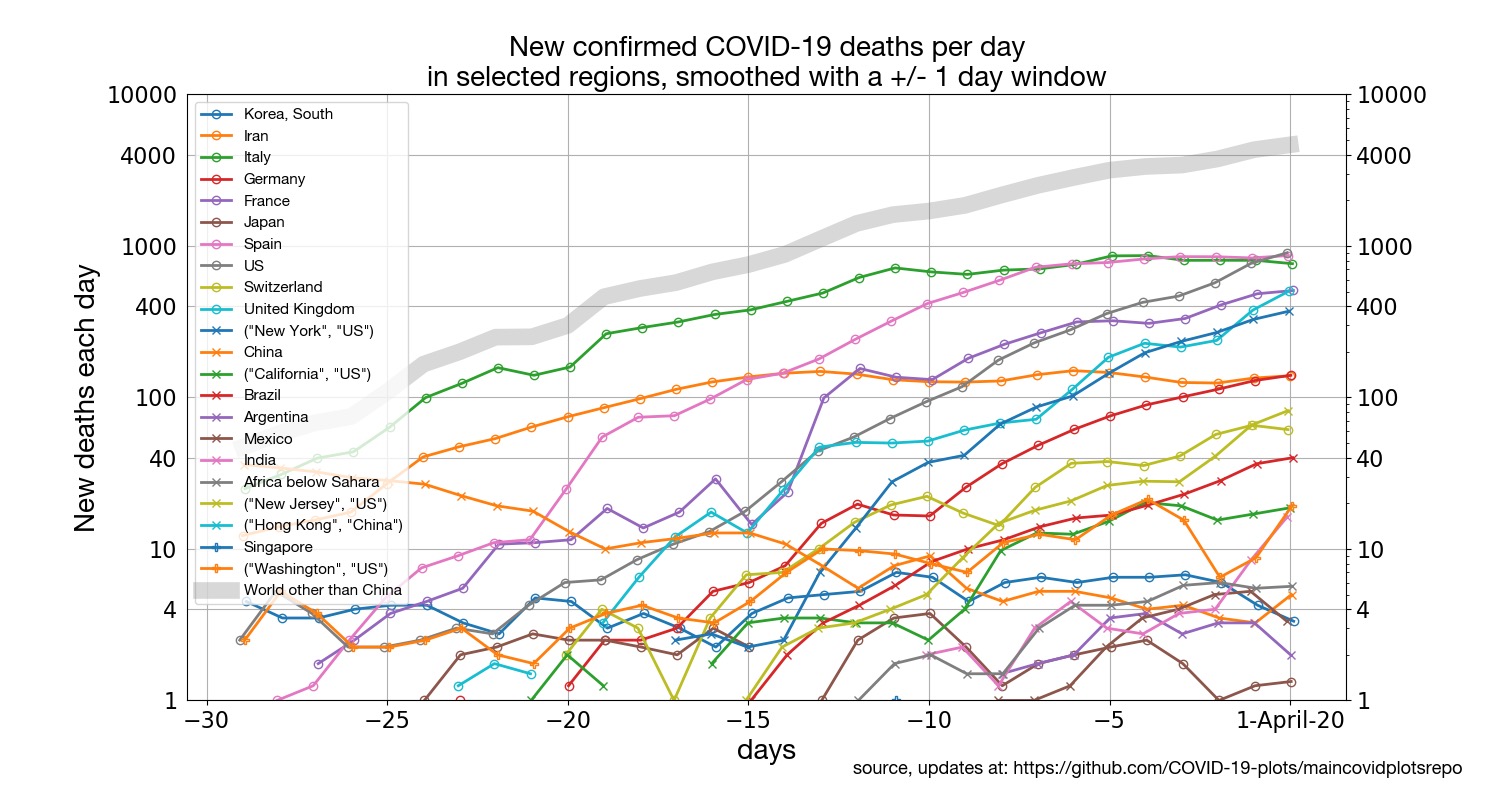 New confirmed COVID-19 deaths per day
in selected regions, smoothed with a +/- 1 day window
10000
4000
1000
400
100
40
10
4
1
New deaths each day
Korea, South
Iran
Italy
Germany
France
Japan
Spain
US
Switzerland
United Kingdom
("New York", "US")
China
("California", "US")
Brazil
Argentina
Mexico
India
Africa below Sahara
("New Jersey", "US")
("Hong Kong", "China")
Singapore
("Washington", "US")
World other than China
10000
4000
1000
400
100
40
10
4
1
−30 −25 −20 −15 −10 −5 1-April-20
days
source, updates at: https://github.com/COVID-19-plots/maincovidplotsrepo